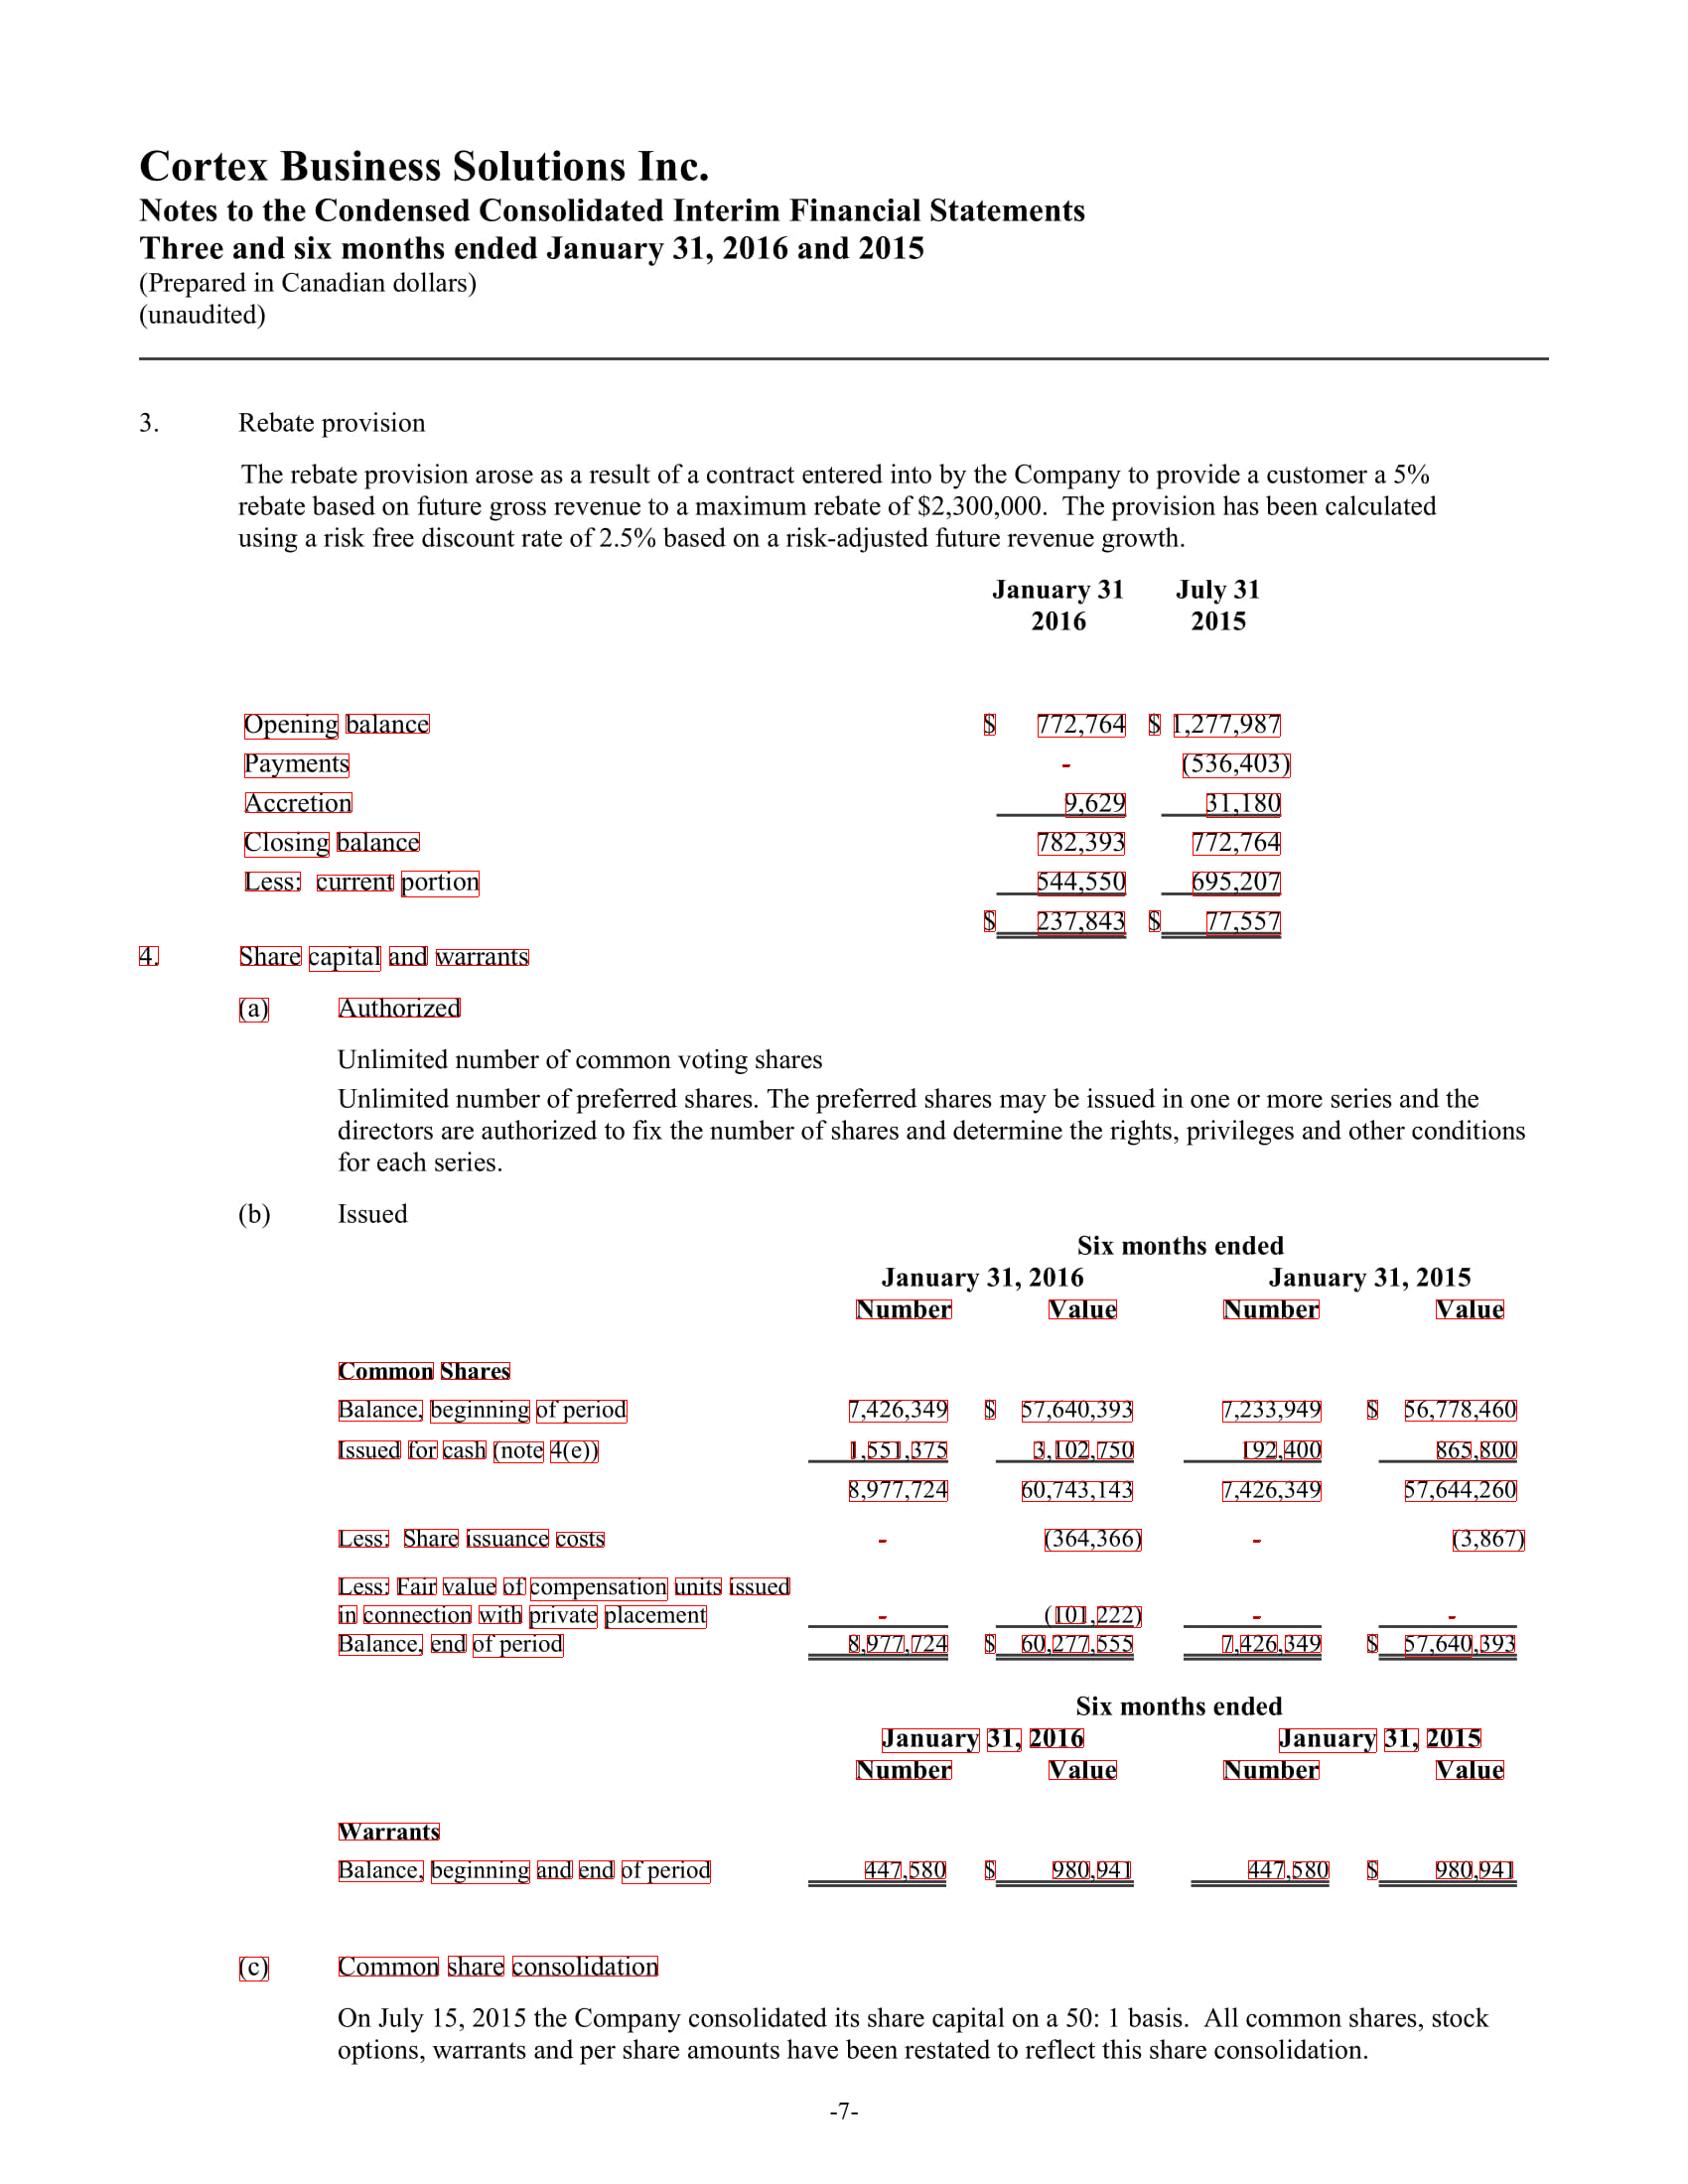 Cortex Business Solutions Inc.
Notes to the Condensed Consolidated Interim Financial Statements
Three and six months ended January 31, 2016 and 2015
(Prepared in Canadian dollars)
(unaudited)
3. Rebate provision
The rebate provision arose as a result of a contract entered into by the Company to provide a customer a 5%
rebate based on future gross revenue to a maximum rebate of $2,300,000.  The provision has been calculated
using a risk free discount rate of 2.5% based on a risk-adjusted future revenue growth.
January 31 July 31
2016 2015
Opening balance $ 772,764 $ 1,277,987
Payments - (536,403)
Accretion 9,629 31,180
Closing balance 782,393 772,764
Less:  current portion 544,550 695,207
$ 237,843 $ 77,557
4. Share capital and warrants
(a) Authorized
Unlimited number of common voting shares
Unlimited number of preferred shares. The preferred shares may be issued in one or more series and the
directors are authorized to fix the number of shares and determine the rights, privileges and other conditions
for each series.
(b) Issued
Six months ended
January 31, 2016 January 31, 2015
Number Value Number Value
Common Shares
Balance, beginning of period 7,426,349 $ 57,640,393 7,233,949 $ 56,778,460
Issued for cash (note 4(e)) 1,551,375 3,102,750 192,400 865,800
8,977,724 60,743,143 7,426,349 57,644,260
Less:  Share issuance costs - (364,366) - (3,867)
Less: Fair value of compensation units issued
in connection with private placement - (101,222) - -
Balance, end of period 8,977,724 $ 60,277,555 7,426,349 $ 57,640,393
Six months ended
January 31, 2016 January 31, 2015
Number Value Number Value
Warrants
Balance, beginning and end of period 447,580 $ 980,941 447,580 $ 980,941
(c) Common share consolidation
On July 15, 2015 the Company consolidated its share capital on a 50: 1 basis.  All common shares, stock
options, warrants and per share amounts have been restated to reflect this share consolidation.
-7-